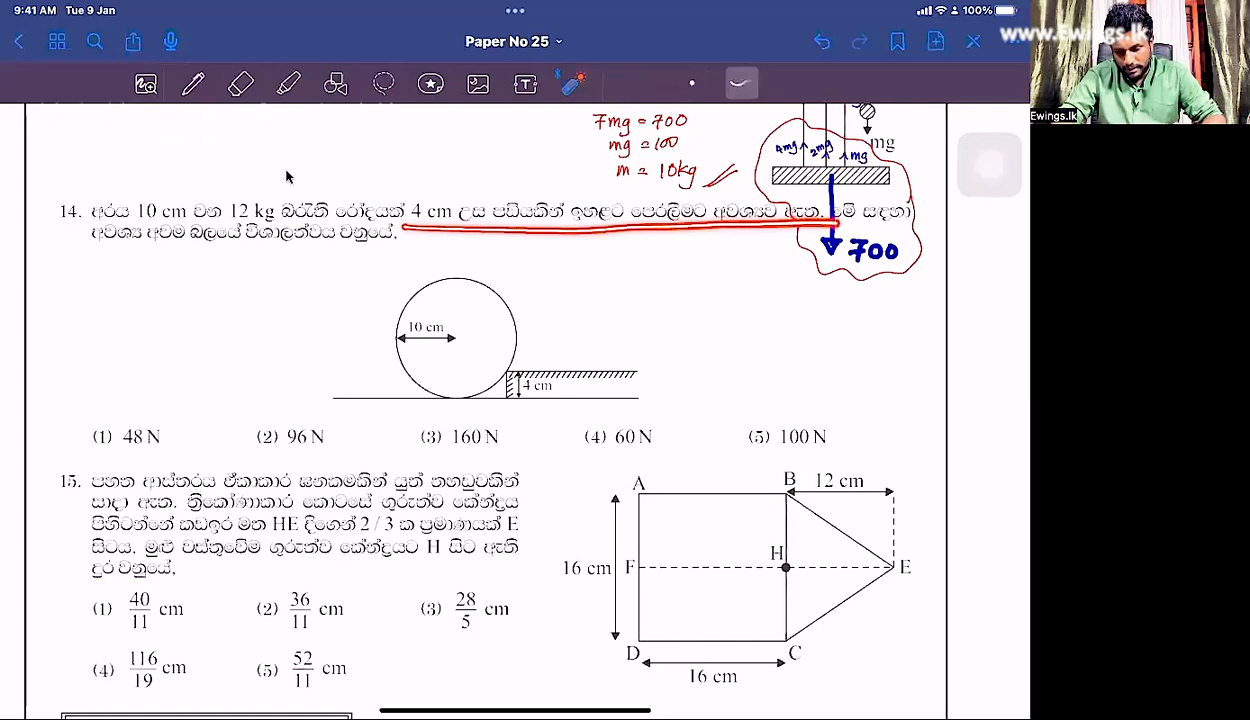 9:41 AM Tue 9 Jan
100%
Paper No 25
www.Ewings.lk
Ewings.lk
7mg = 700
mg = 100
m = 10kg
4mg
2mg
mg
mg
700
14. අරය 10 cm වන 12 kg බරැති රෝදයක් 4 cm උස පඩියකින් ඉහළට පෙරලීමට අවශ්‍යව ඇත. මේ සඳහා
අවශ්‍ය අවම බලයේ විශාලත්වය වනුයේ,
10 cm
4 cm
(1) 48 N (2) 96 N (3) 160 N (4) 60 N (5) 100 N
15. පහත ආස්තරය ඒකාකාර ඝනකමකින් යුත් තහඩුවකින්
සාදා ඇත. ත්‍රිකෝණාකාර කොටසේ ගුරුත්ව කේන්ද්‍රය
පිහිටන්නේ කඩඉර මත HE දිගෙන් 2 / 3 ක ප්‍රමාණයක් E
සිටය. මුළු වස්තුවේම ගුරුත්ව කේන්ද්‍රයට H සිට ඇති
දුර වනුයේ,
(1) 40/11 cm (2) 36/11 cm (3) 28/5 cm
(4) 116/19 cm (5) 52/11 cm
A B 12 cm
H
16 cm F E
D C
16 cm